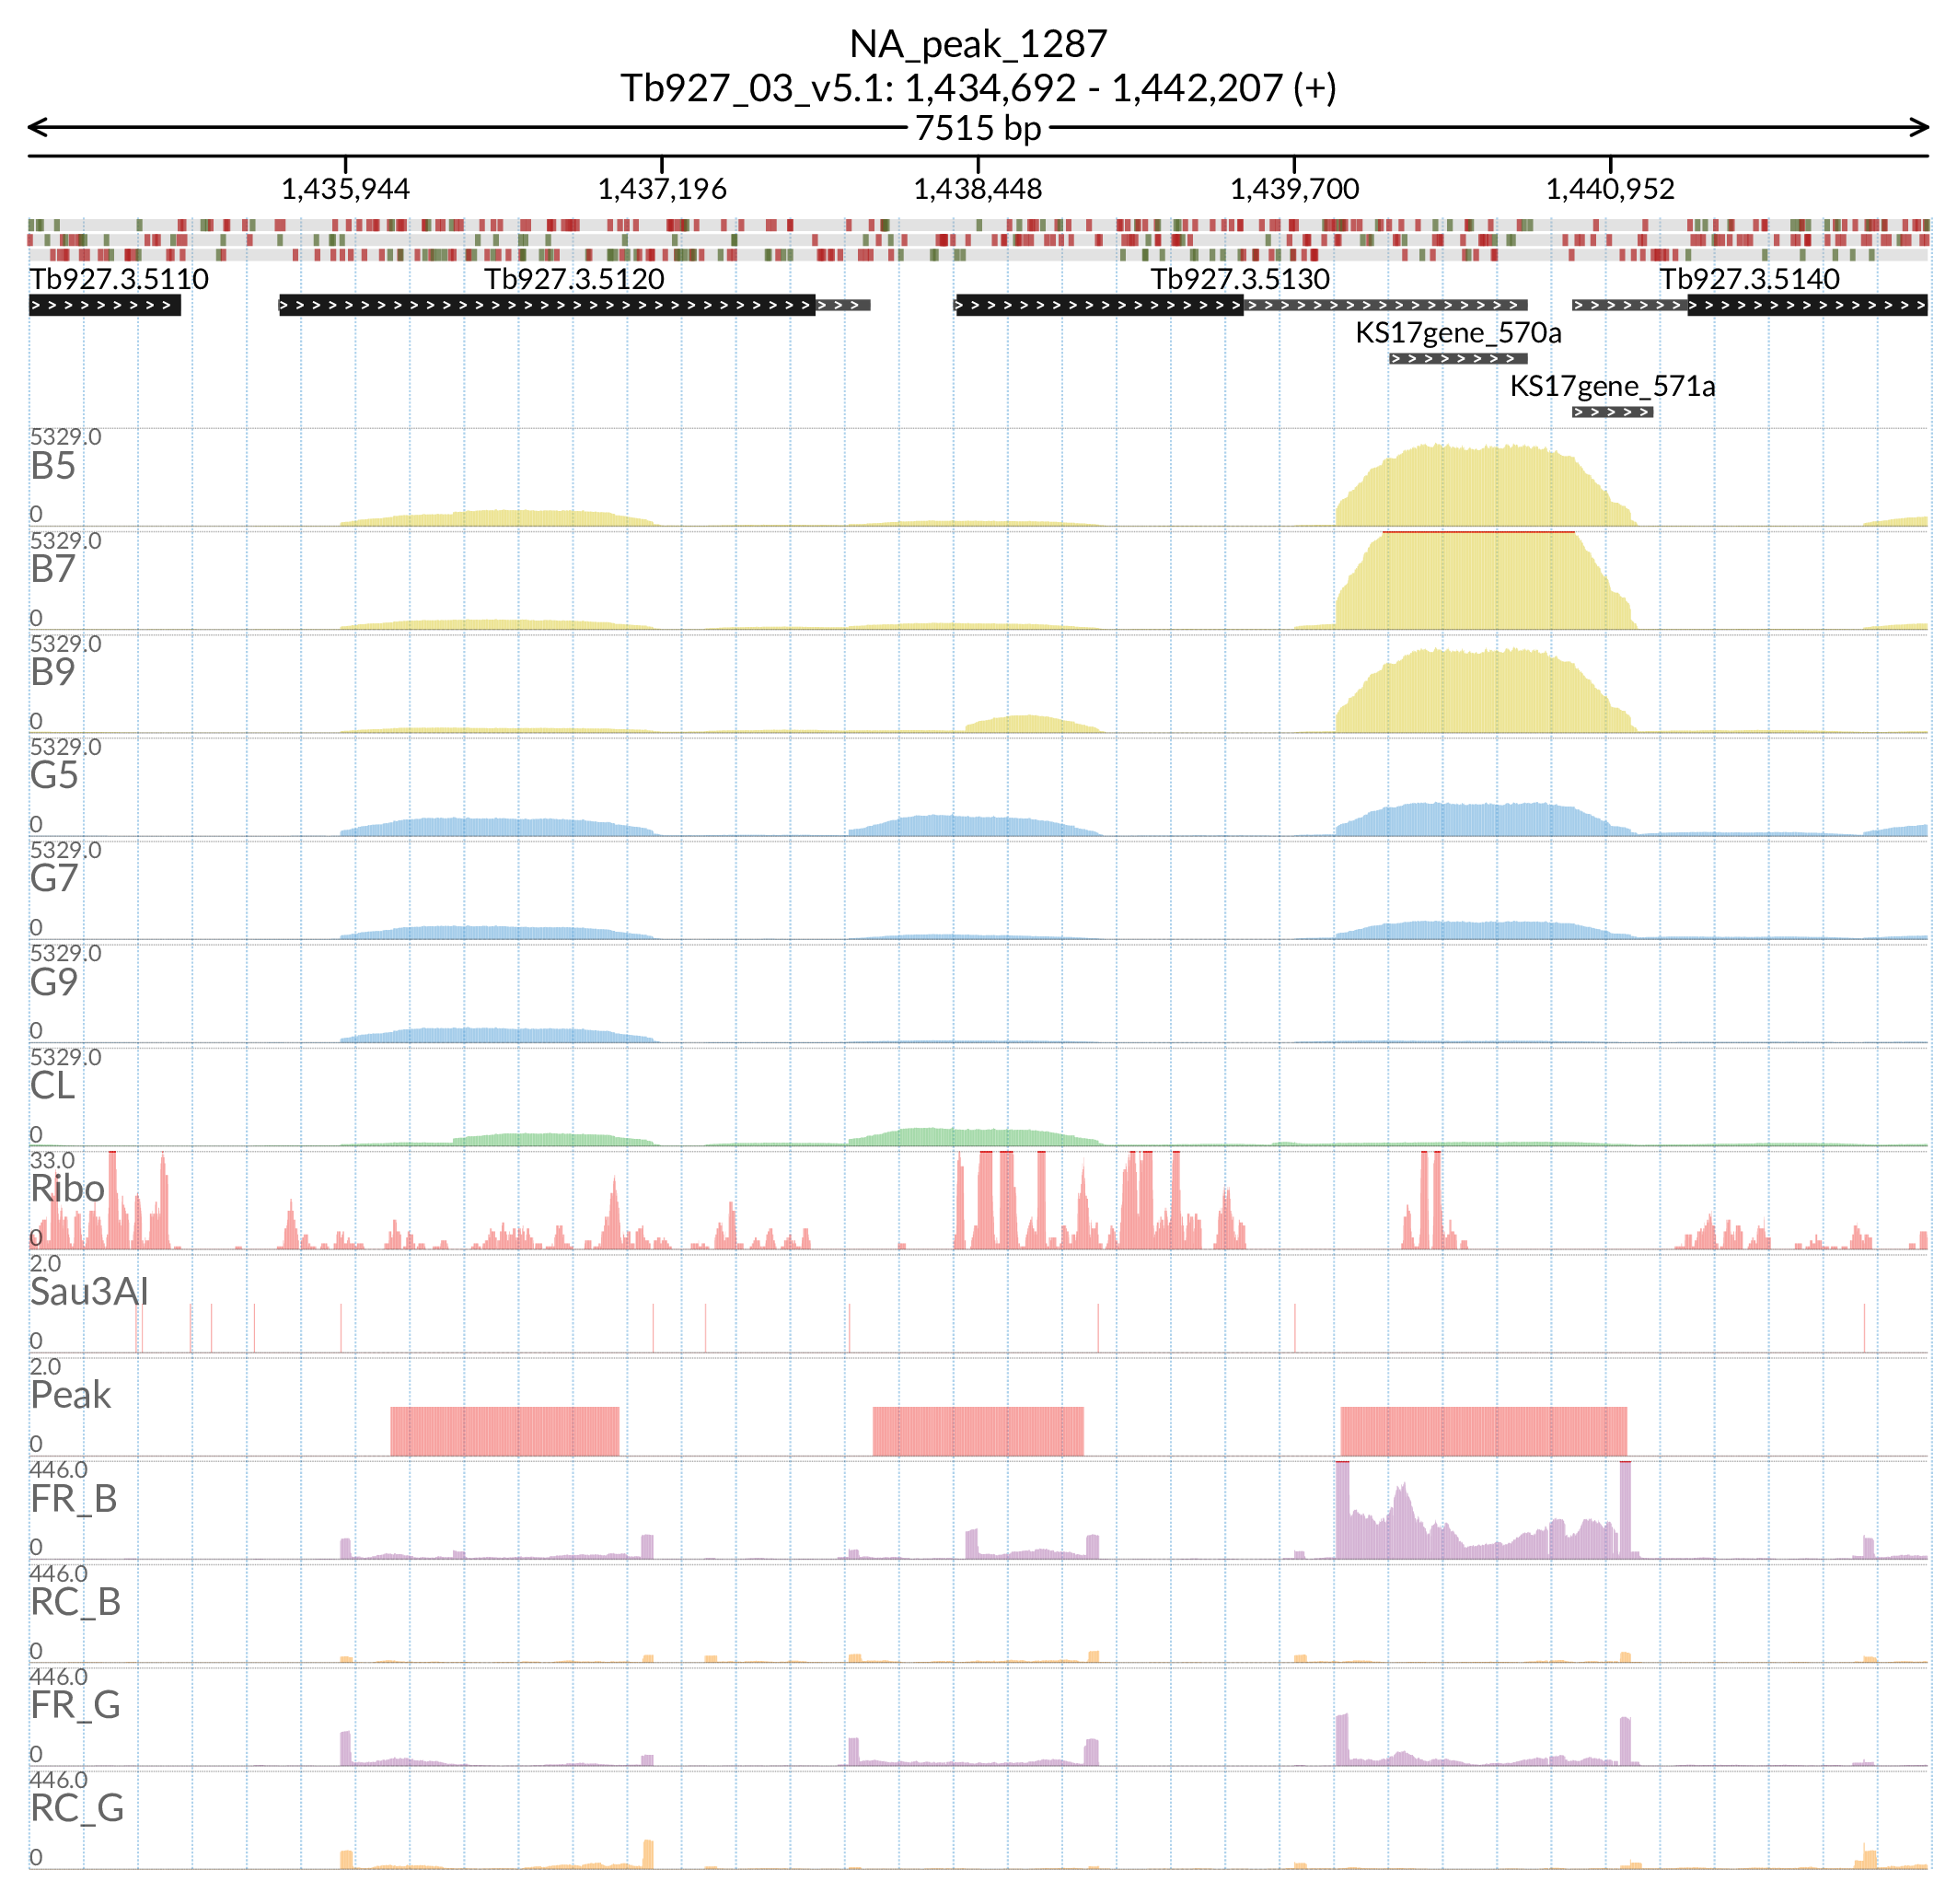 NA_peak_1287
Tb927_03_v5.1: 1,434,692 - 1,442,207 (+)
7515 bp
1,435,944 1,437,196 1,438,448 1,439,700 1,440,952
Tb927.3.5110 Tb927.3.5120 Tb927.3.5130 Tb927.3.5140
KS17gene_570a
KS17gene_571a
5329.0
B5
0
5329.0
B7
0
5329.0
B9
0
5329.0
G5
0
5329.0
G7
0
5329.0
G9
0
5329.0
CL
0
33.0
Ribo
0
2.0
Sau3AI
0
2.0
Peak
0
446.0
FR_B
0
446.0
RC_B
0
446.0
FR_G
0
446.0
RC_G
0